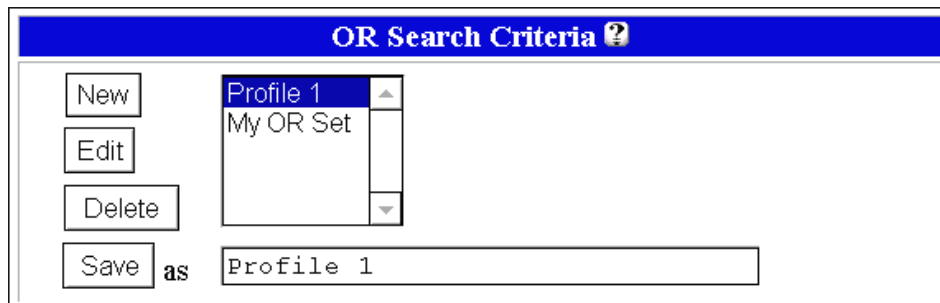 OR Search Criteria ?
New
Profile 1
My OR Set
Edit
Delete
Save as Profile 1